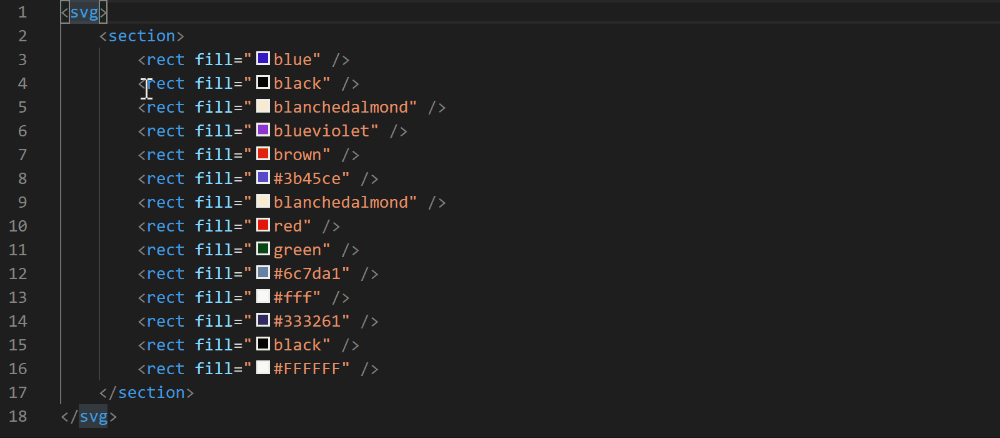 1 <svg>
2 <section>
3 <rect fill="blue" />
4 <rect fill="black" />
5 <rect fill="blanchedalmond" />
6 <rect fill="blueviolet" />
7 <rect fill="brown" />
8 <rect fill="#3b45ce" />
9 <rect fill="blanchedalmond" />
10 <rect fill="red" />
11 <rect fill="green" />
12 <rect fill="#6c7da1" />
13 <rect fill="#fff" />
14 <rect fill="#333261" />
15 <rect fill="black" />
16 <rect fill="#FFFFFF" />
17 </section>
18 </svg>